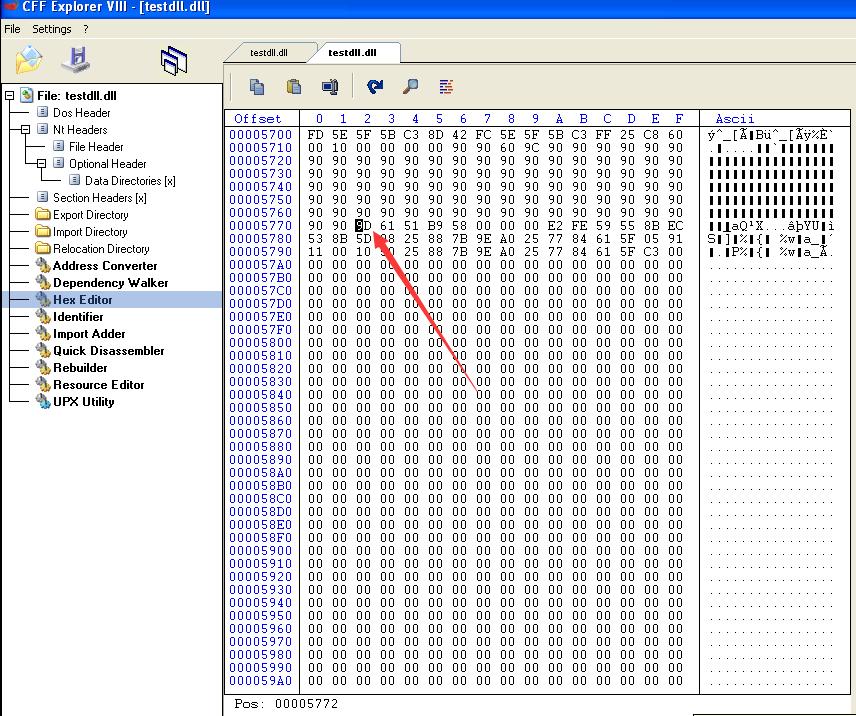 CFF Explorer VIII - [testdll.dll]
File Settings ?
testdll.dll
testdll.dll
File: testdll.dll
Dos Header
Nt Headers
File Header
Optional Header
Data Directories [x]
Section Headers [x]
Export Directory
Import Directory
Relocation Directory
Address Converter
Dependency Walker
Hex Editor
Identifier
Import Adder
Quick Disassembler
Rebuilder
Resource Editor
UPX Utility
Offset 0 1 2 3 4 5 6 7 8 9 A B C D E F Ascii
00005700 FD 5E 5F 5B C3 8D 42 FC 5E 5F 5B C3 FF 25 C8 60
00005710 00 10 00 00 00 90 90 60 9C 90 90 90 90 90 90 90
00005720 90 90 90 90 90 90 90 90 90 90 90 90 90 90 90 90
00005730 90 90 90 90 90 90 90 90 90 90 90 90 90 90 90 90
00005740 90 90 90 90 90 90 90 90 90 90 90 90 90 90 90 90
00005750 90 90 90 90 90 90 90 90 90 90 90 90 90 90 90 90
00005760 90 90 90 90 90 90 90 90 90 90 90 90 90 90 90 90
00005770 90 90 9D 61 51 B9 58 00 00 00 E2 FE 59 55 8B EC
00005780 53 8B 5D 25 88 7B 9E A0 25 77 84 61 5F 05 91
00005790 11 00 10 25 88 7B 9E A0 25 77 84 61 5F C3 00
000057A0 00 00 00 00 00 00 00 00 00 00 00 00 00 00 00 00
000057B0 00 00 00 00 00 00 00 00 00 00 00 00 00 00 00 00
000057C0 00 00 00 00 00 00 00 00 00 00 00 00 00 00 00 00
000057D0 00 00 00 00 00 00 00 00 00 00 00 00 00 00 00 00
000057E0 00 00 00 00 00 00 00 00 00 00 00 00 00 00 00 00
000057F0 00 00 00 00 00 00 00 00 00 00 00 00 00 00 00 00
00005800 00 00 00 00 00 00 00 00 00 00 00 00 00 00 00 00
00005810 00 00 00 00 00 00 00 00 00 00 00 00 00 00 00 00
00005820 00 00 00 00 00 00 00 00 00 00 00 00 00 00 00 00
00005830 00 00 00 00 00 00 00 00 00 00 00 00 00 00 00 00
00005840 00 00 00 00 00 00 00 00 00 00 00 00 00 00 00 00
00005850 00 00 00 00 00 00 00 00 00 00 00 00 00 00 00 00
00005860 00 00 00 00 00 00 00 00 00 00 00 00 00 00 00 00
00005870 00 00 00 00 00 00 00 00 00 00 00 00 00 00 00 00
00005880 00 00 00 00 00 00 00 00 00 00 00 00 00 00 00 00
00005890 00 00 00 00 00 00 00 00 00 00 00 00 00 00 00 00
000058A0 00 00 00 00 00 00 00 00 00 00 00 00 00 00 00 00
000058B0 00 00 00 00 00 00 00 00 00 00 00 00 00 00 00 00
000058C0 00 00 00 00 00 00 00 00 00 00 00 00 00 00 00 00
000058D0 00 00 00 00 00 00 00 00 00 00 00 00 00 00 00 00
000058E0 00 00 00 00 00 00 00 00 00 00 00 00 00 00 00 00
000058F0 00 00 00 00 00 00 00 00 00 00 00 00 00 00 00 00
00005900 00 00 00 00 00 00 00 00 00 00 00 00 00 00 00 00
00005910 00 00 00 00 00 00 00 00 00 00 00 00 00 00 00 00
00005920 00 00 00 00 00 00 00 00 00 00 00 00 00 00 00 00
00005930 00 00 00 00 00 00 00 00 00 00 00 00 00 00 00 00
00005940 00 00 00 00 00 00 00 00 00 00 00 00 00 00 00 00
00005950 00 00 00 00 00 00 00 00 00 00 00 00 00 00 00 00
00005960 00 00 00 00 00 00 00 00 00 00 00 00 00 00 00 00
00005970 00 00 00 00 00 00 00 00 00 00 00 00 00 00 00 00
00005980 00 00 00 00 00 00 00 00 00 00 00 00 00 00 00 00
00005990 00 00 00 00 00 00 00 00 00 00 00 00 00 00 00 00
000059A0 00 00 00 00 00 00 00 00 00 00 00 00 00 00 00 00
Pos: 00005772